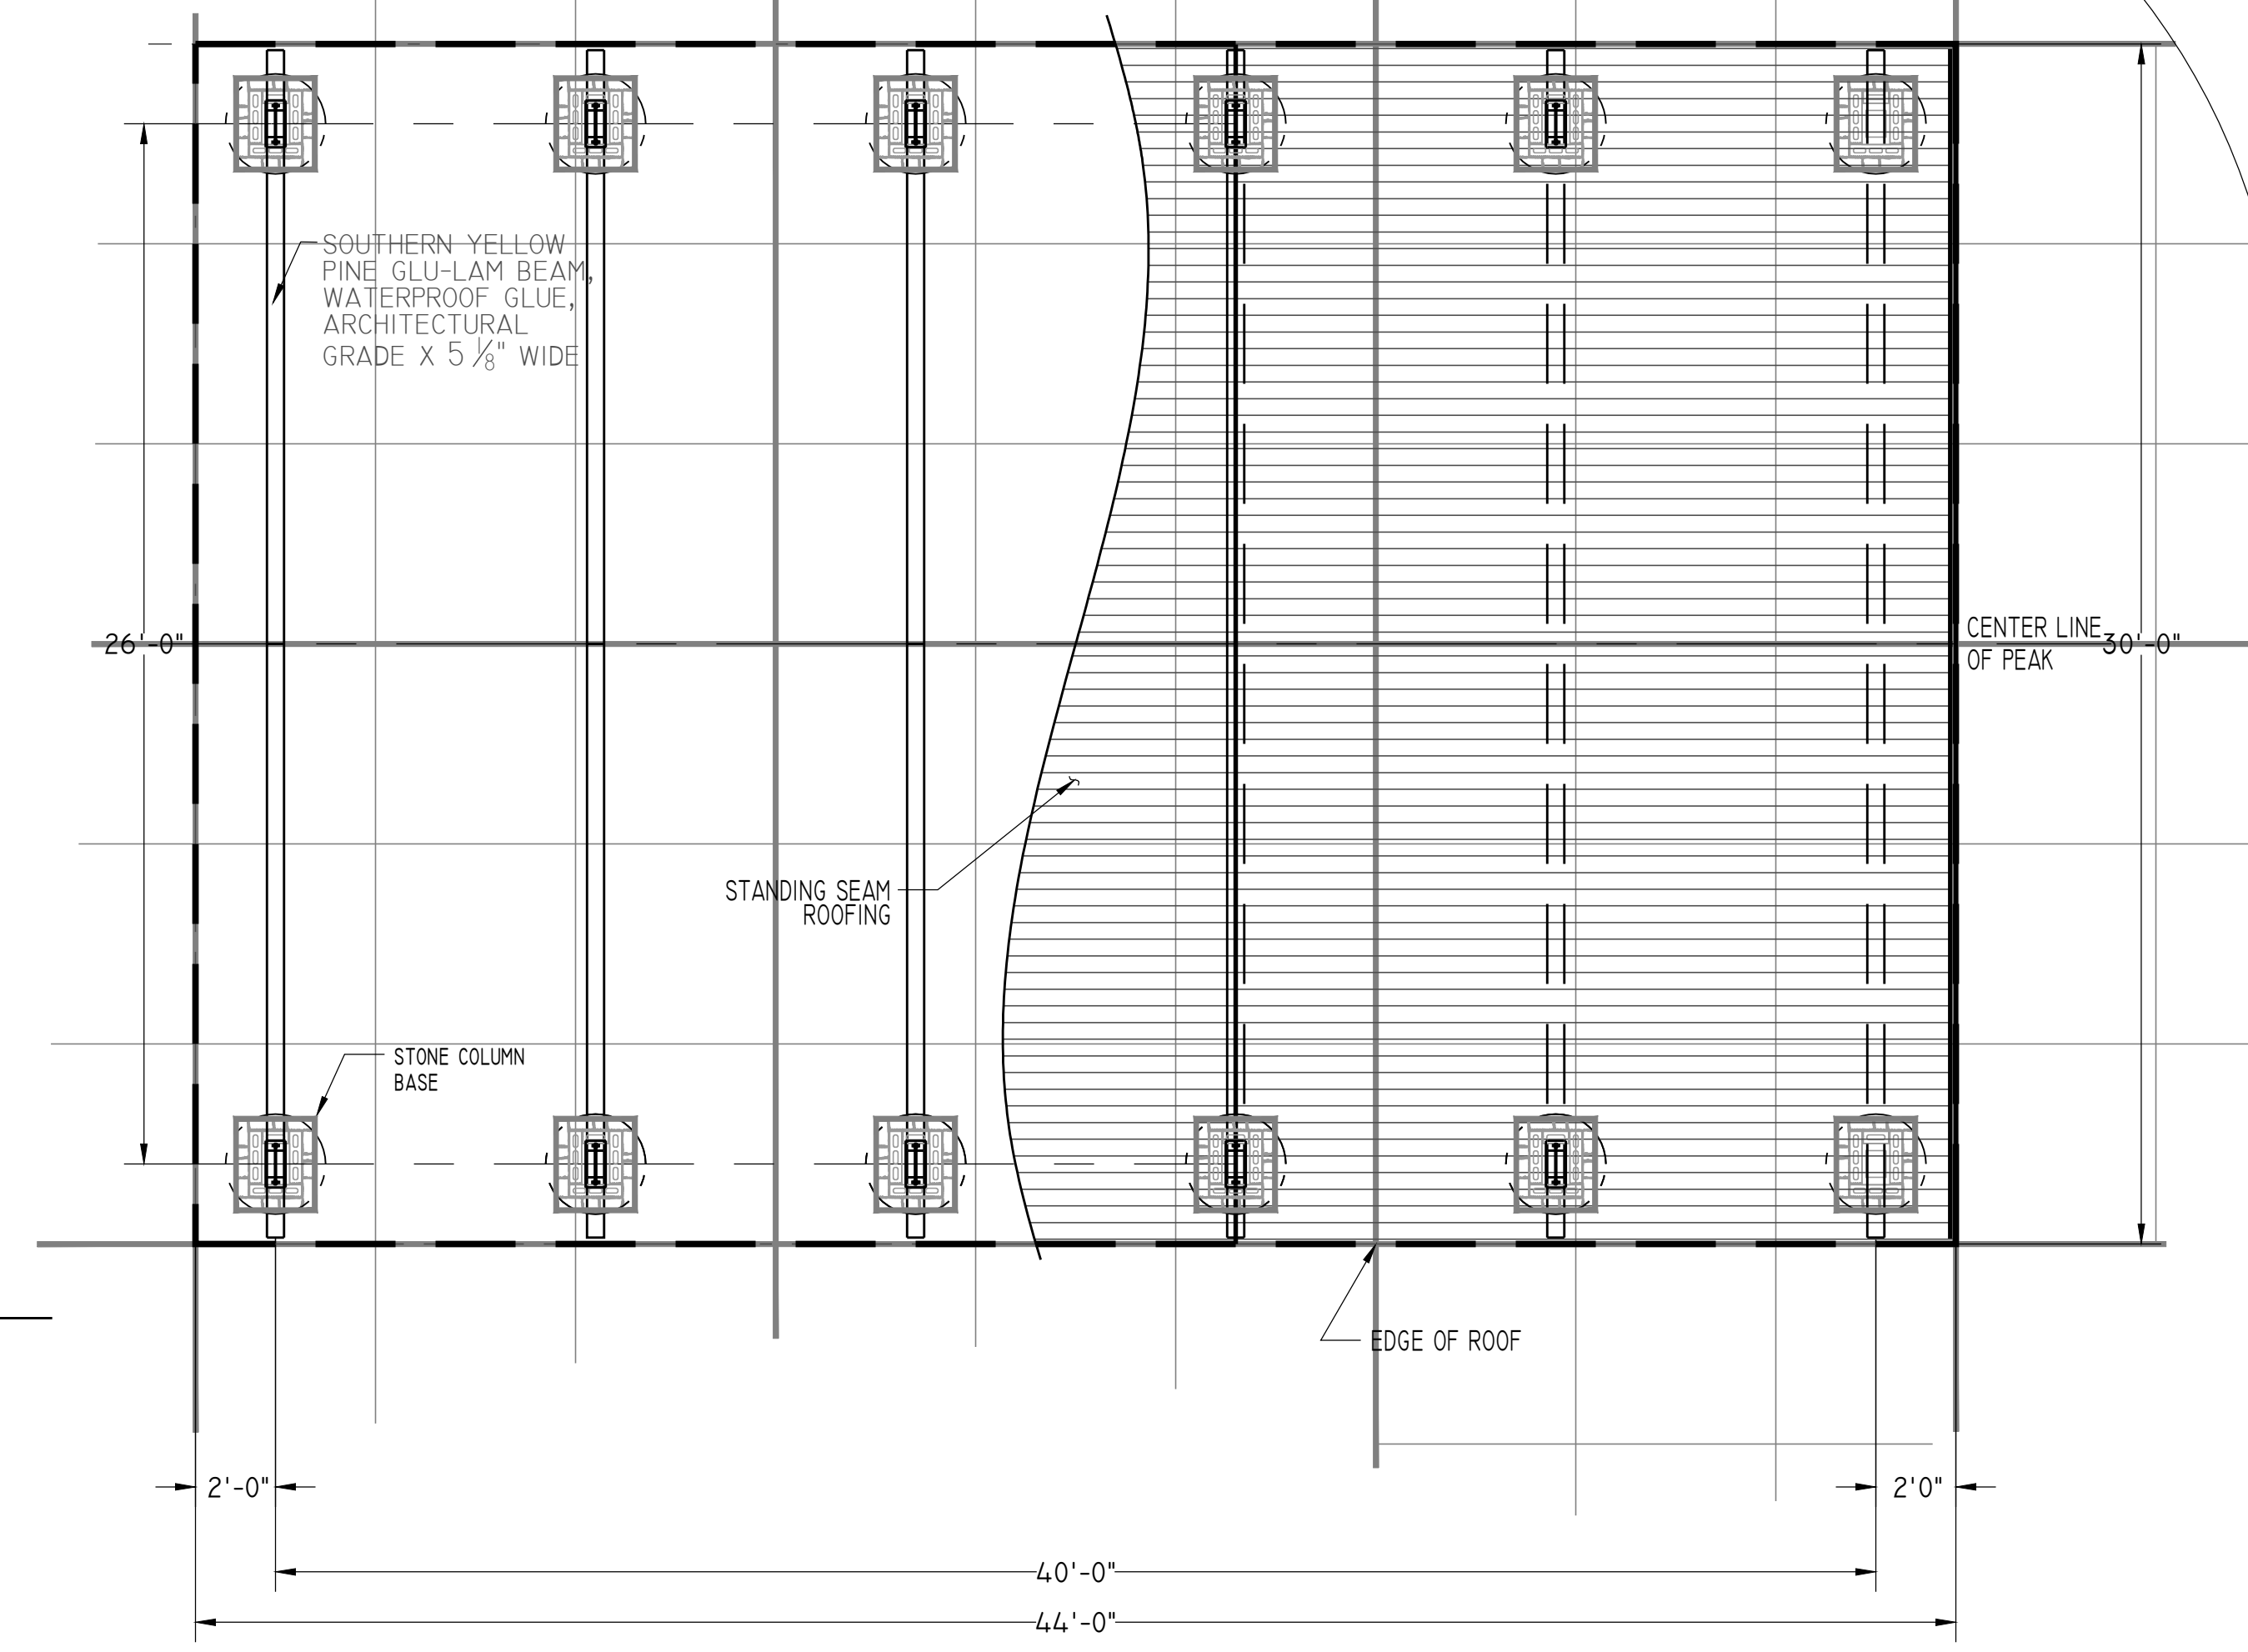 SOUTHERN YELLOW
PINE GLU-LAM BEAM,
WATERPROOF GLUE,
ARCHITECTURAL
GRADE X 5 1/8" WIDE
26'-0"
CENTER LINE
OF PEAK
30'-0"
STANDING SEAM
ROOFING
STONE COLUMN
BASE
EDGE OF ROOF
2'-0"
2'0"
40'-0"
44'-0"